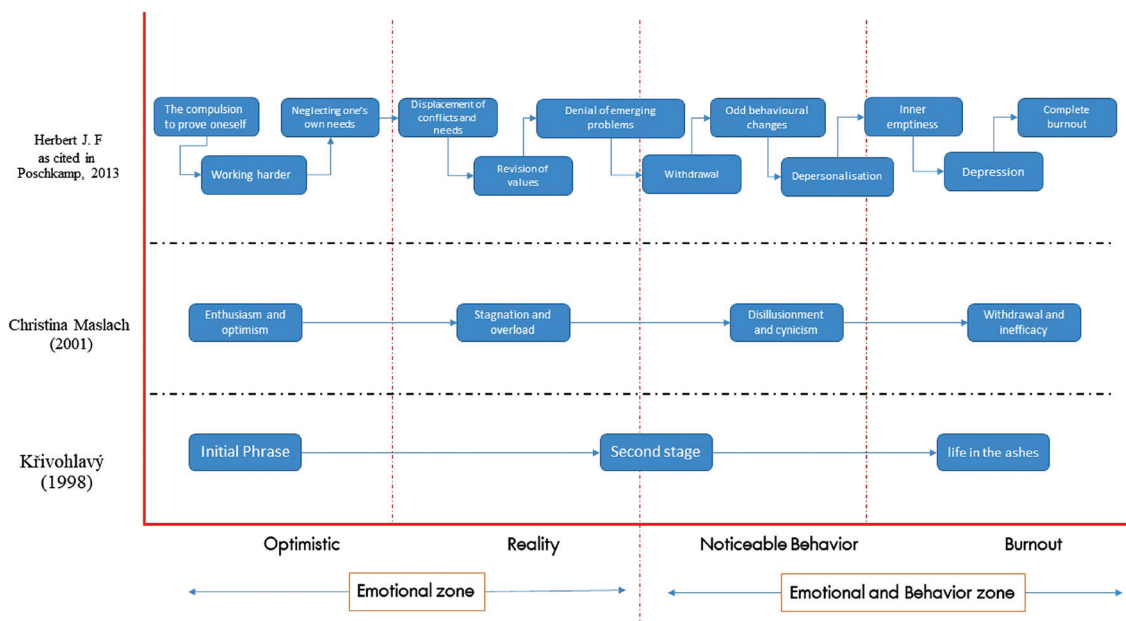 Herbert J. F
as cited in
Poschkamp, 2013
The compulsion
to prove oneself
Working harder
Neglecting one's
own needs
Displacement of
conflicts and
needs
Revision of
values
Denial of emerging
problems
Withdrawal
Odd behavioural
changes
Depersonalisation
Inner
emptiness
Depression
Complete
burnout
Christina Maslach
(2001)
Enthusiasm and
optimism
Stagnation and
overload
Disillusionment
and cynicism
Withdrawal and
inefficacy
Křivohlavý
(1998)
Initial Phrase
Second stage
life in the ashes
Optimistic
Reality
Noticeable Behavior
Burnout
Emotional zone
Emotional and Behavior zone